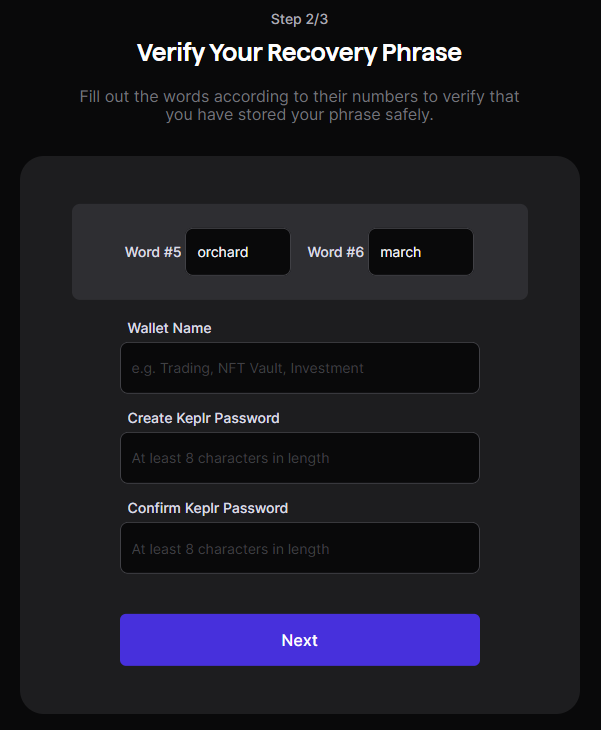 Step 2/3
Verify Your Recovery Phrase
Fill out the words according to their numbers to verify that
you have stored your phrase safely.
Word #5 orchard Word #6 march
Wallet Name
e.g. Trading, NFT Vault, Investment
Create Keplr Password
At least 8 characters in length
Confirm Keplr Password
At least 8 characters in length
Next